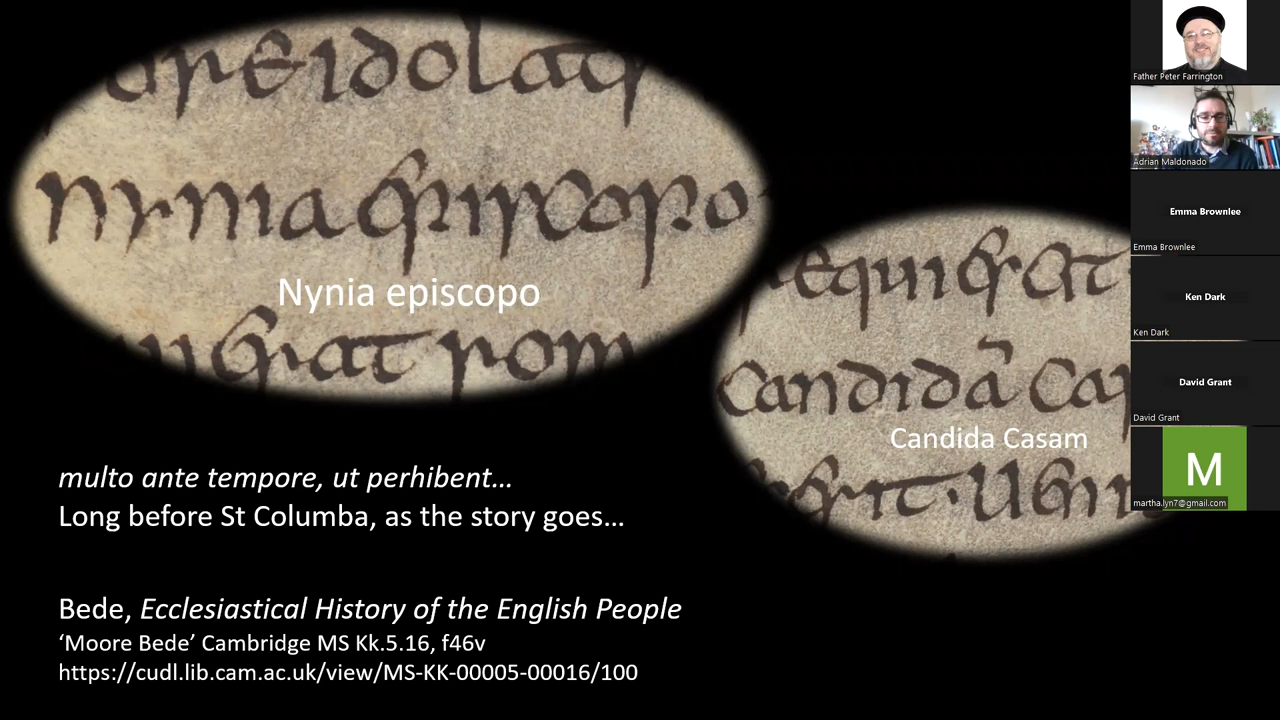 Nynia episcopo
Candida Casam
multo ante tempore, ut perhibent...
Long before St Columba, as the story goes...
Bede, Ecclesiastical History of the English People
‘Moore Bede’ Cambridge MS Kk.5.16, f46v
https://cudl.lib.cam.ac.uk/view/MS-KK-00005-00016/100
Father Peter Farrington
Adrian Maldonado
Emma Brownlee
Emma Brownlee
Ken Dark
Ken Dark
David Grant
David Grant
M
martha.lyn7@gmail.com